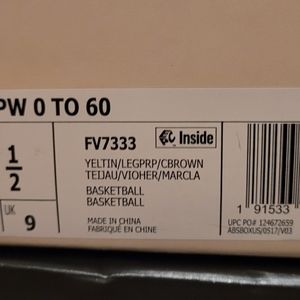 PW 0 TO 60
1/2
FV7333
Inside
YELTIN/LEGPRP/CBROWN
TEIJAU/VIOHER/MARCLA
BASKETBALL
BASKETBALL
UK
9
MADE IN CHINA
FABRIQUÉ EN CHINE
1 91533
UPC PO# 124672659
ABSBOXUS/0517/V03